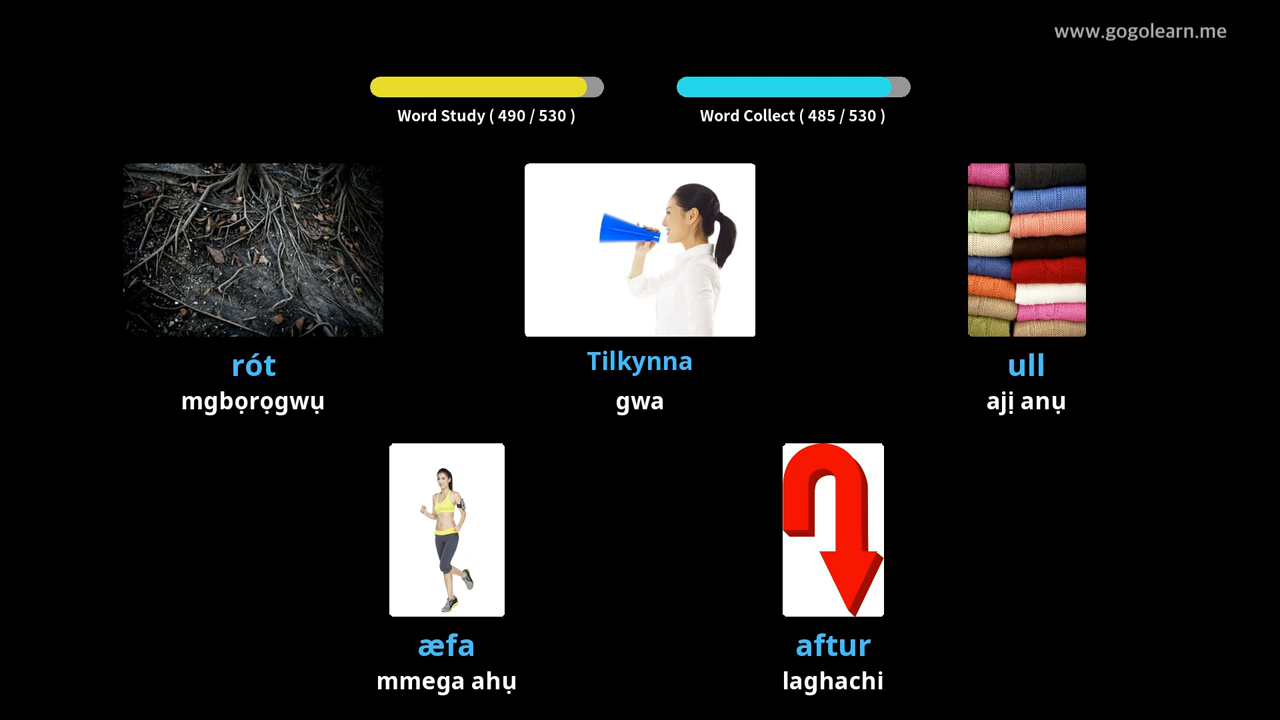 www.gogolearn.me
Word Study ( 490 / 530 )
Word Collect ( 485 / 530 )
rót
mgbọrọgwụ
Tilkynna
gwa
ull
ajị anụ
æfa
mmega ahụ
aftur
laghachi